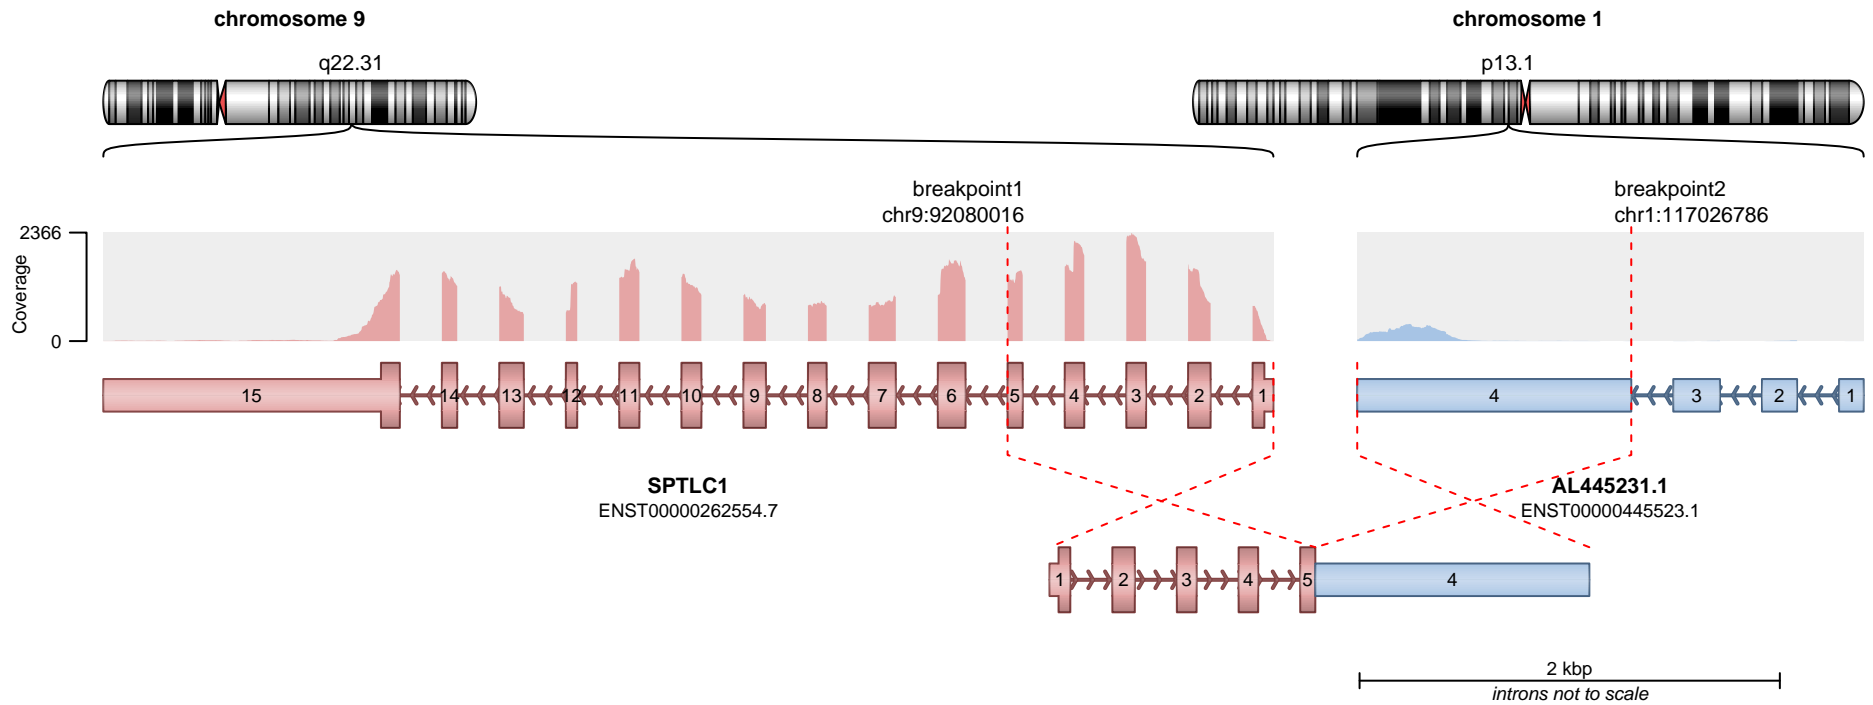 chromosome 9
chromosome 1
q22.31
p13.1
breakpoint1
chr9:92080016
breakpoint2
chr1:117026786
2366
Coverage
0
15 14 13 12 11 10 9 8 7 6 5 4 3 2 1
4 3 2 1
SPTLC1
ENST00000262554.7
AL445231.1
ENST00000445523.1
1 2 3 4 5 4
2 kbp
introns not to scale